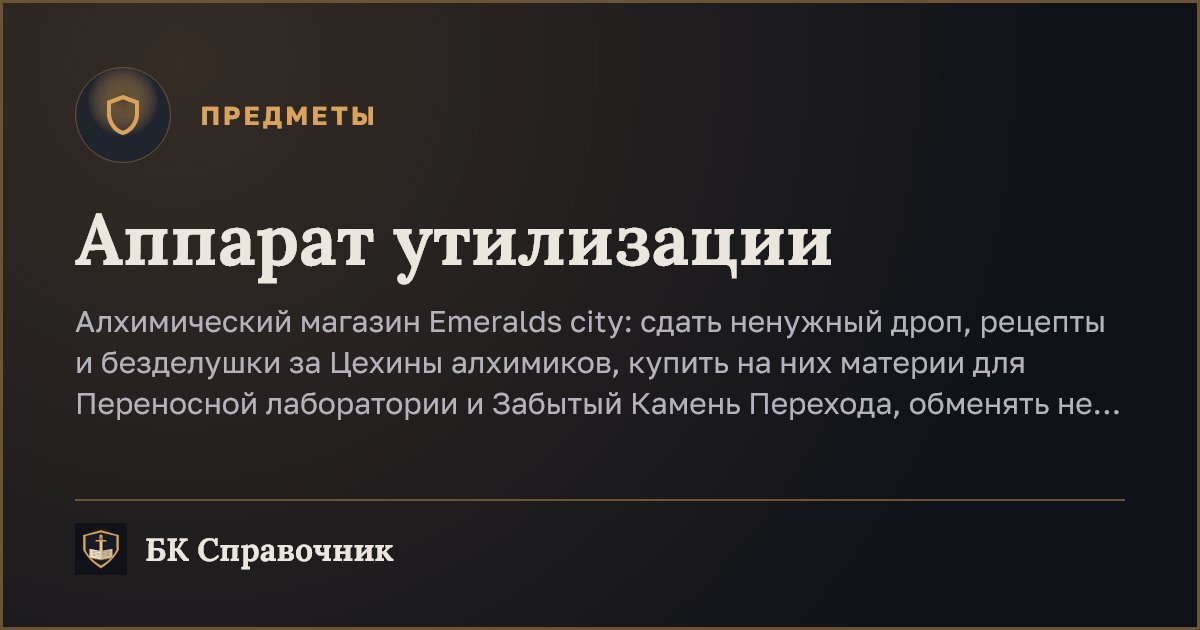 ПРЕДМЕТЫ
Аппарат утилизации
Алхимический магазин Emeralds city: сдать ненужный дроп, рецепты
и безделушки за Цехины алхимиков, купить на них материи для
Переносной лаборатории и Забытый Камень Перехода, обменять не…
БК Справочник